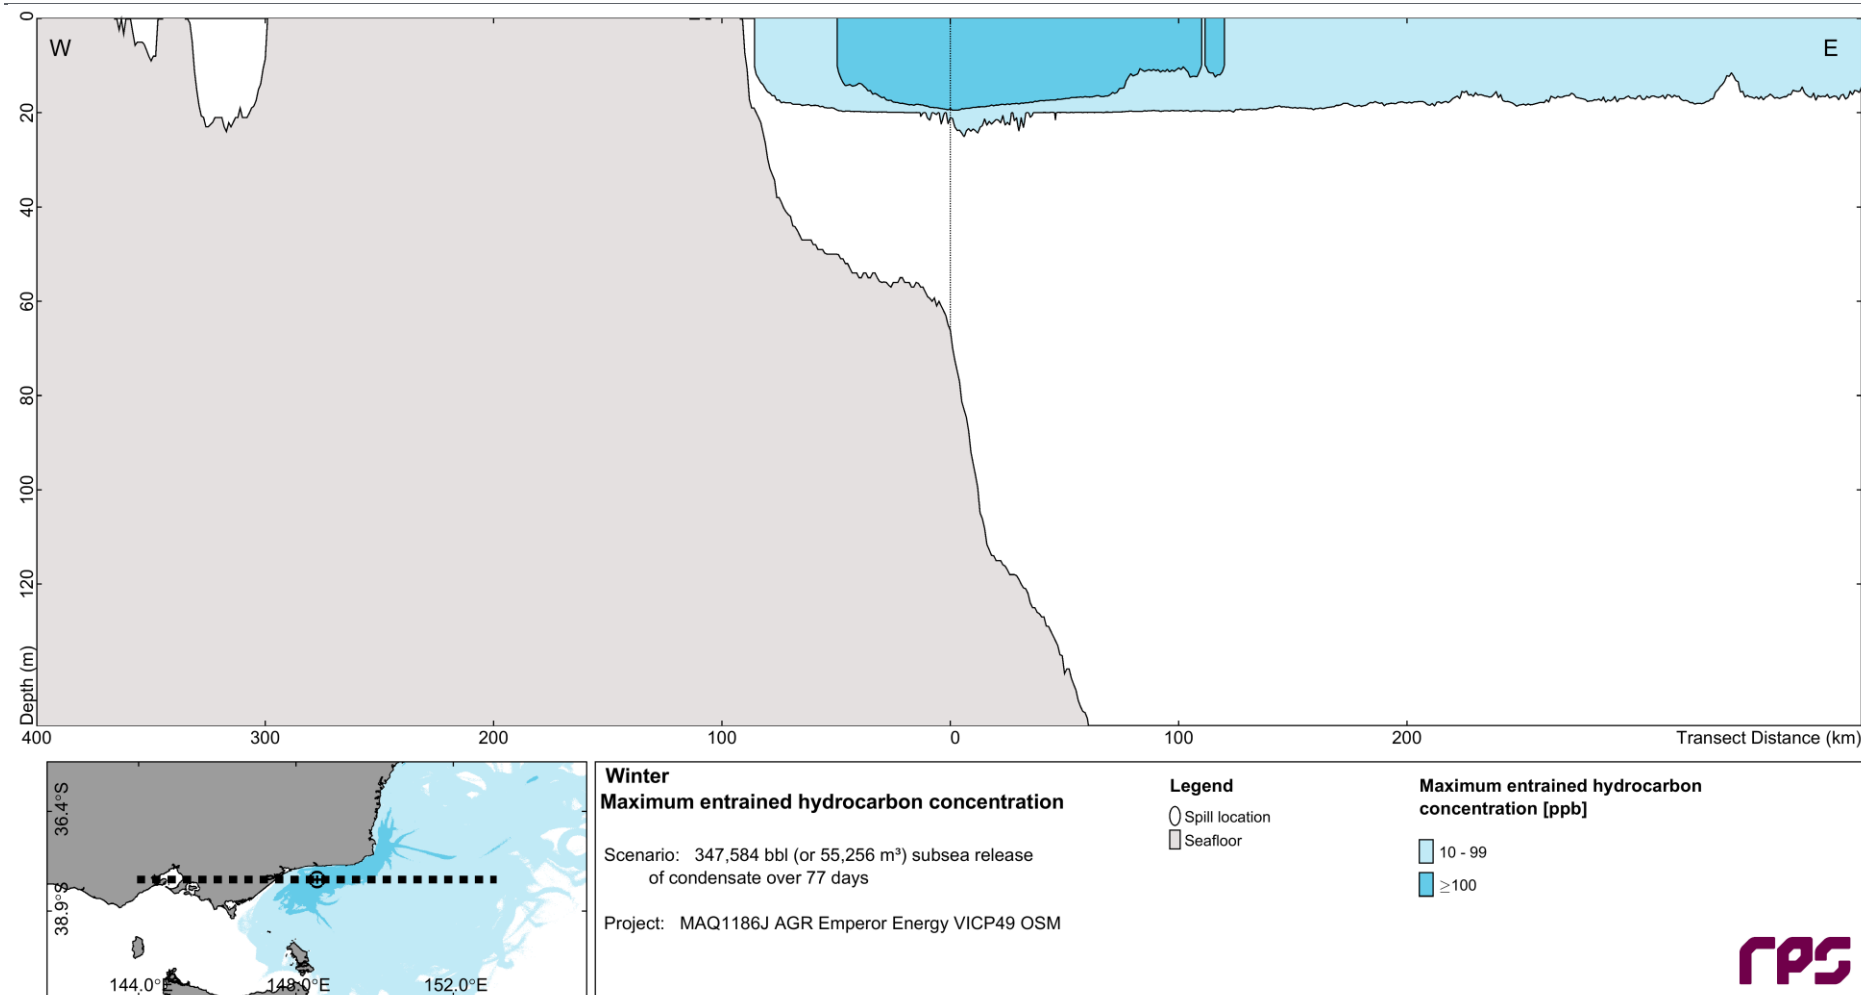 W
E
0
20
40
60
80
100
120
Depth (m)
400
300
200
100
0
100
200
Transect Distance (km)
36.4°S
38.9°S
144.0°E
148.0°E
152.0°E
Winter
Maximum entrained hydrocarbon concentration
Scenario: 347,584 bbl (or 55,256 m³) subsea release
of condensate over 77 days
Project: MAQ1186J AGR Emperor Energy VICP49 OSM
Legend
Spill location
Seafloor
Maximum entrained hydrocarbon
concentration [ppb]
10 - 99
≥100
rps